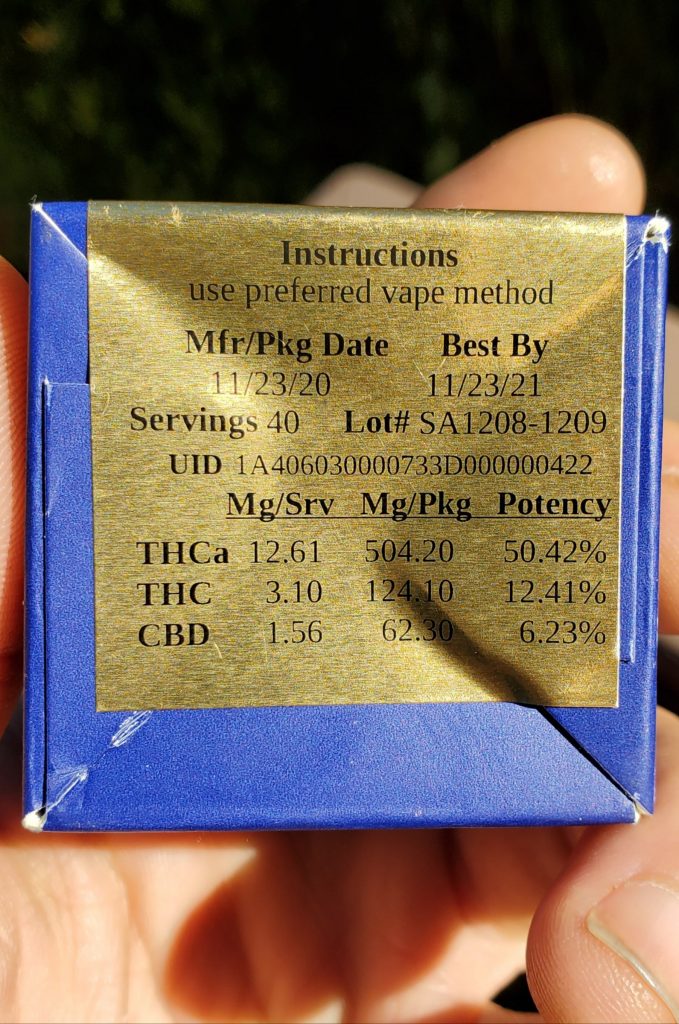 Instructions
use preferred vape method
Mfr/Pkg Date Best By
11/23/20 11/23/21
Servings 40 Lot# SA1208-1209
UID 1A406030000733D000000422
Mg/Srv Mg/Pkg Potency
THCa 12.61 504.20 50.42%
THC 3.10 124.10 12.41%
CBD 1.56 62.30 6.23%